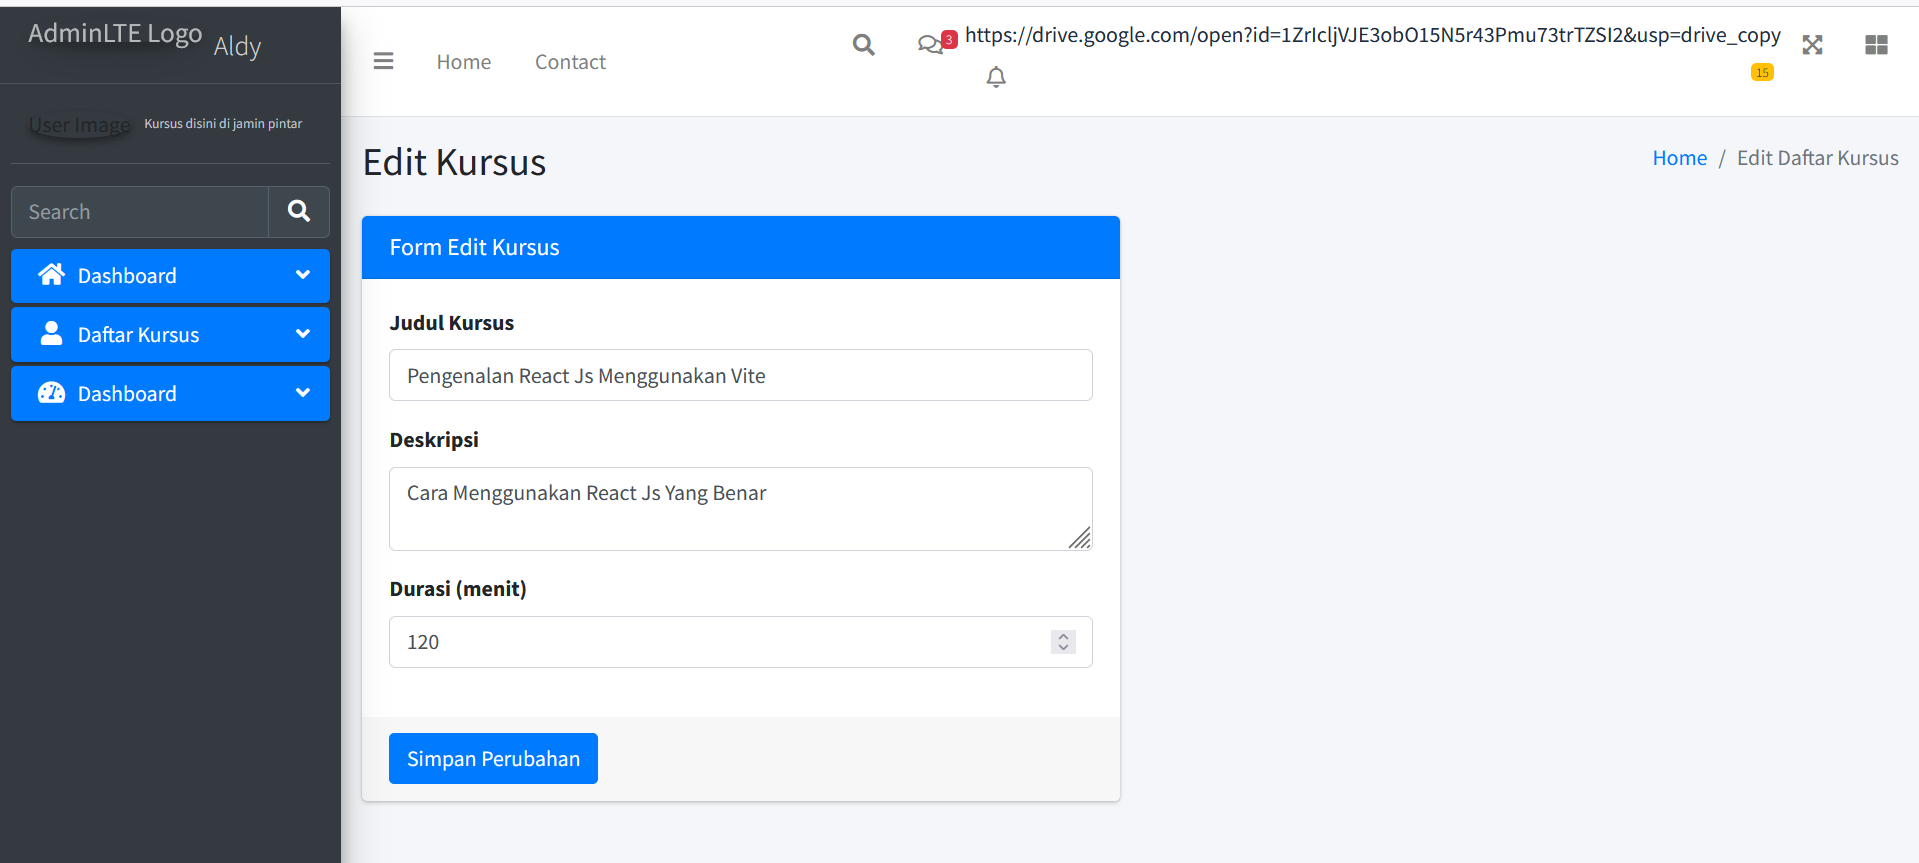 AdminLTE Logo Aldy
User Image Kursus disini di jamin pintar
Search
Dashboard
Daftar Kursus
Dashboard
Home Contact
3 https://drive.google.com/open?id=1ZrIcljVJE3obO15N5r43Pmu73trTZSI2&usp=drive_copy
15
Edit Kursus
Home / Edit Daftar Kursus
Form Edit Kursus
Judul Kursus
Pengenalan React Js Menggunakan Vite
Deskripsi
Cara Menggunakan React Js Yang Benar
Durasi (menit)
120
Simpan Perubahan